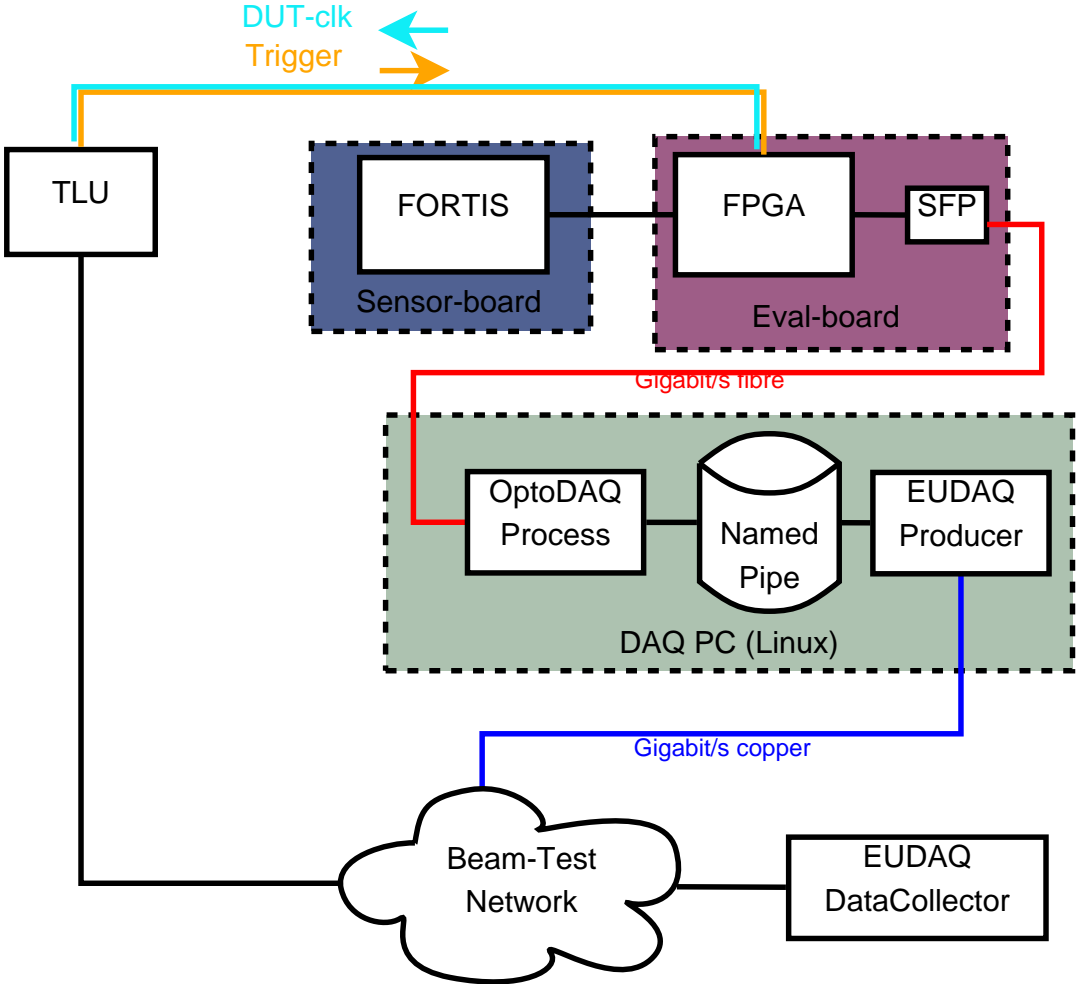 DUT-clk
Trigger
TLU
FORTIS
FPGA
SFP
Sensor-board
Eval-board
Gigabit/s fibre
OptoDAQ
Process
Named
Pipe
EUDAQ
Producer
DAQ PC (Linux)
Gigabit/s copper
Beam-Test
Network
EUDAQ
DataCollector